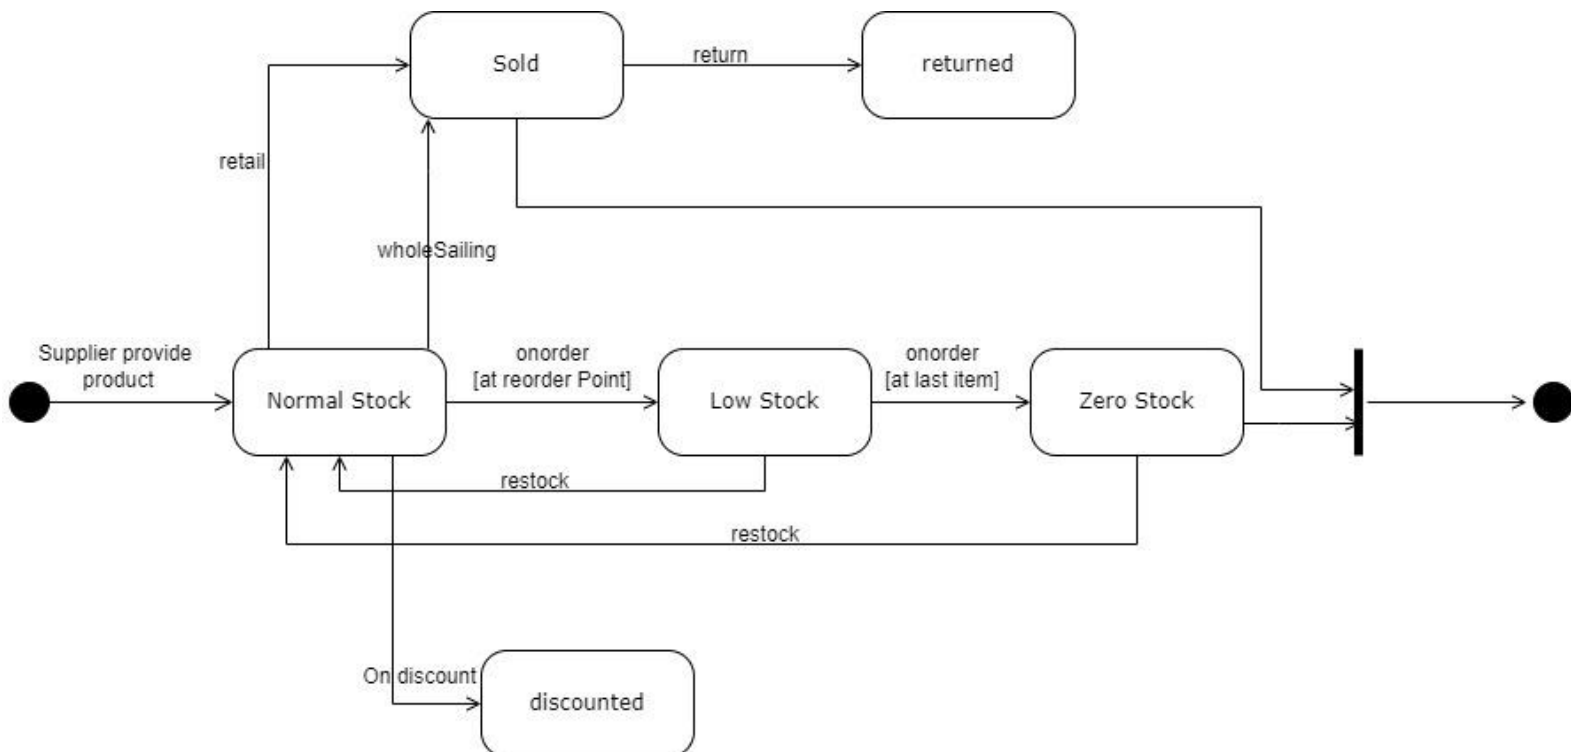 Sold
return
returned
retail
wholeSailing
Supplier provide
product
Normal Stock
onorder
[at reorder Point]
Low Stock
onorder
[at last item]
Zero Stock
restock
restock
On discount
discounted